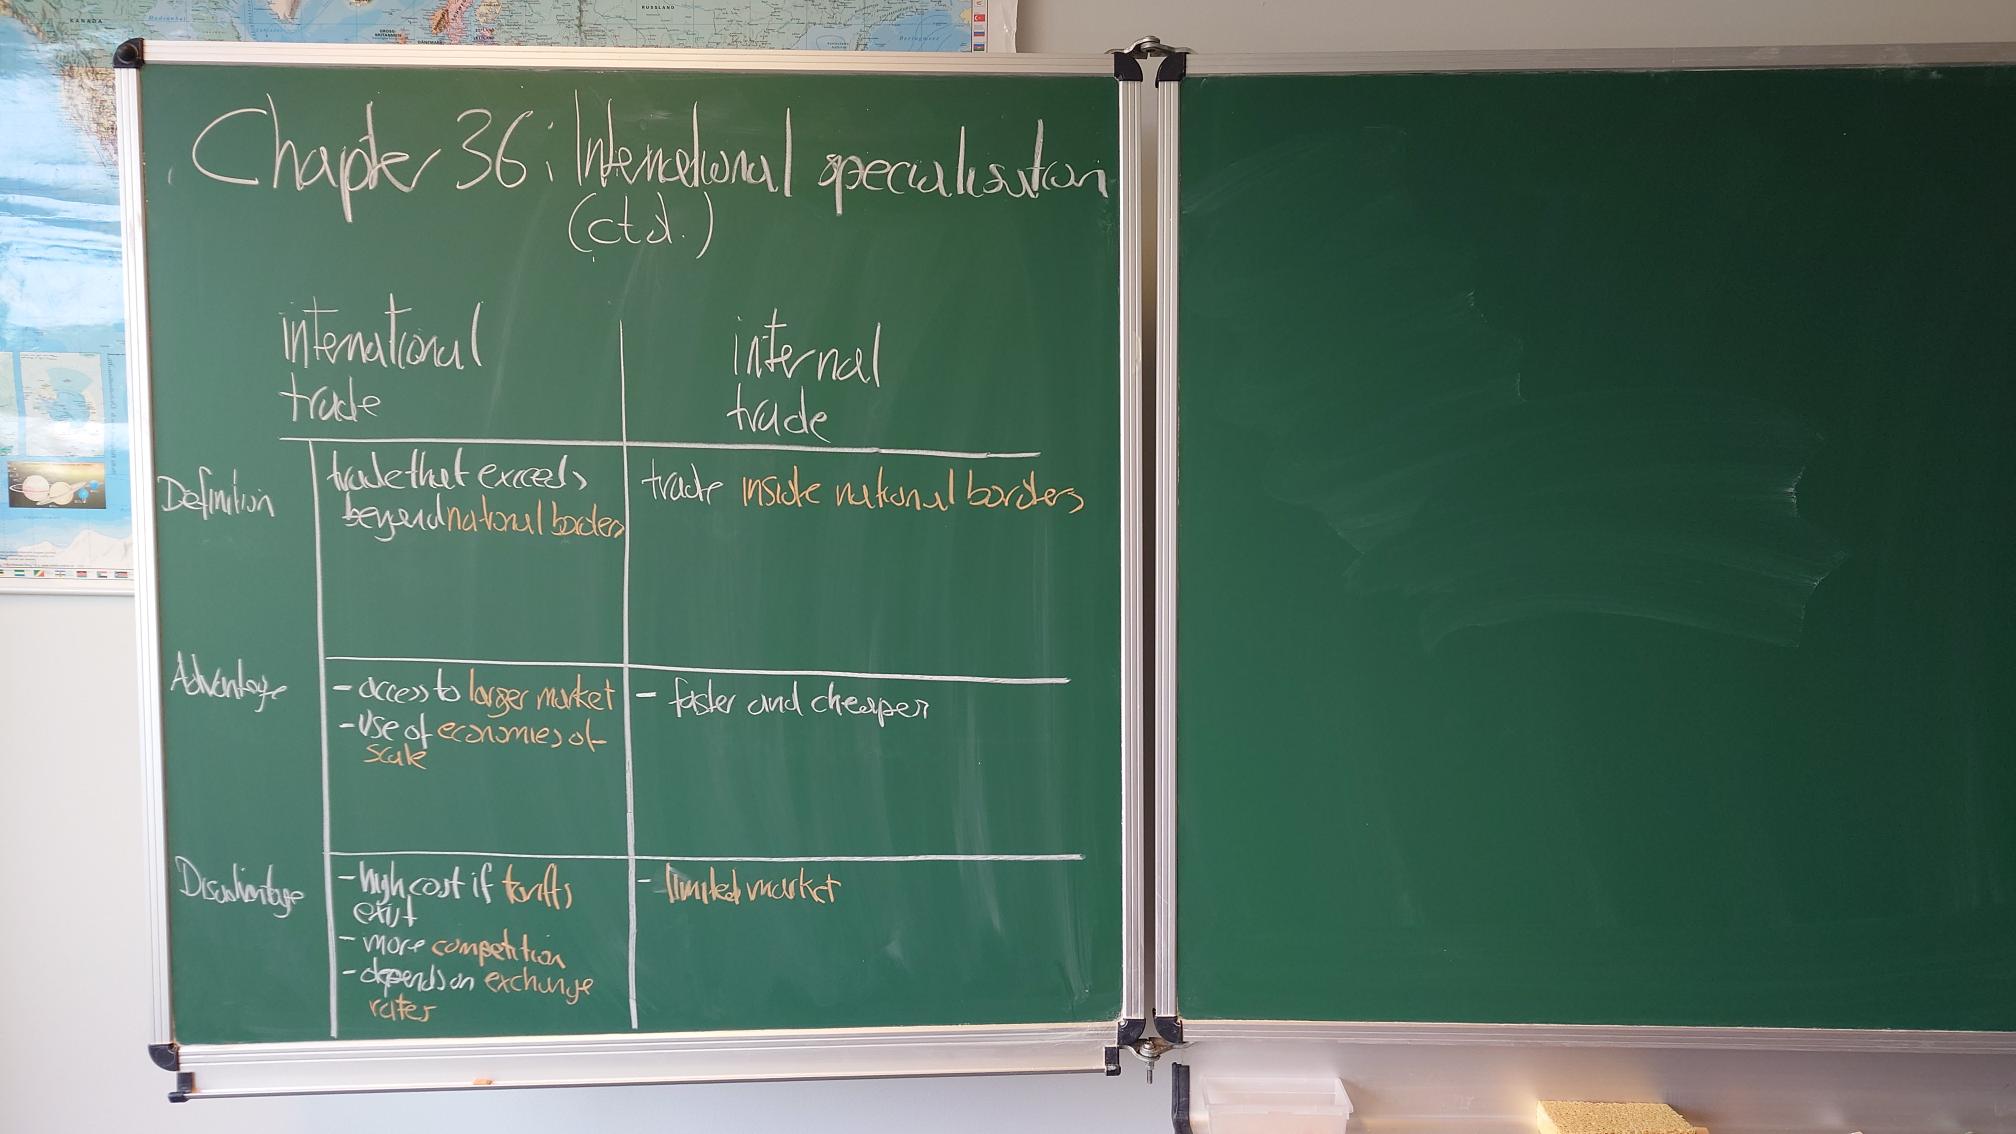 KANADA
RUSSLAND
Chapter 36: International specialisation
(ctd.)
international
trade
internal
trade
Definition
trade that exceeds
beyond national borders
trade inside national borders
Advantage
- access to larger market
- use of economies of
scale
- faster and cheaper
Disadvantage
- high cost if tariffs
exist
- more competition
- depends on exchange
rates
- limited market